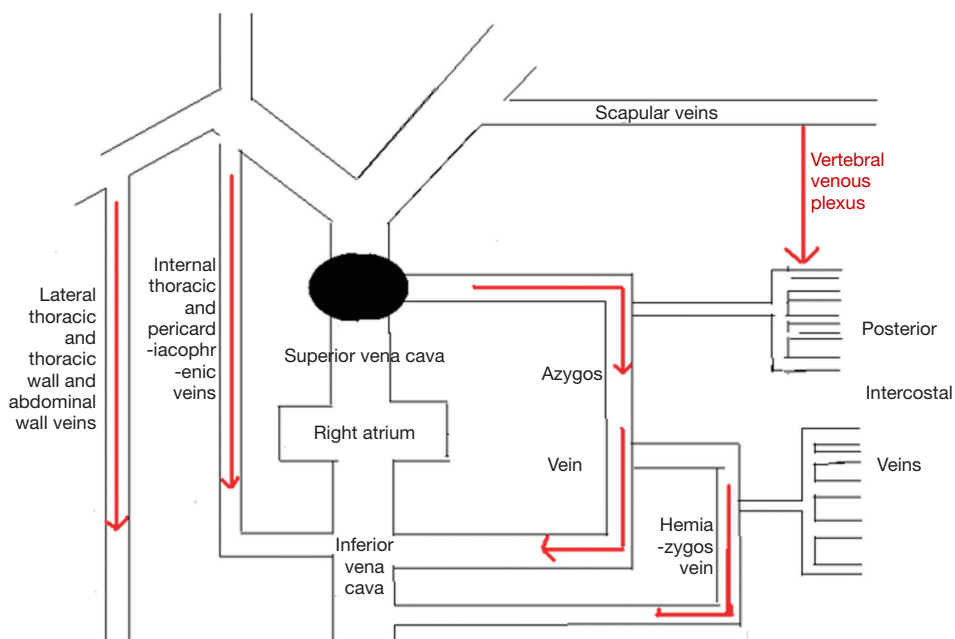 Scapular veins
Vertebral
venous
plexus
Lateral
thoracic
and
thoracic
wall and
abdominal
wall veins
Internal
thoracic
and
pericard
-iacophr
-enic
veins
Superior vena cava
Azygos
Vein
Posterior
Intercostal
Veins
Right atrium
Inferior
vena
cava
Hemia
-zygos
vein